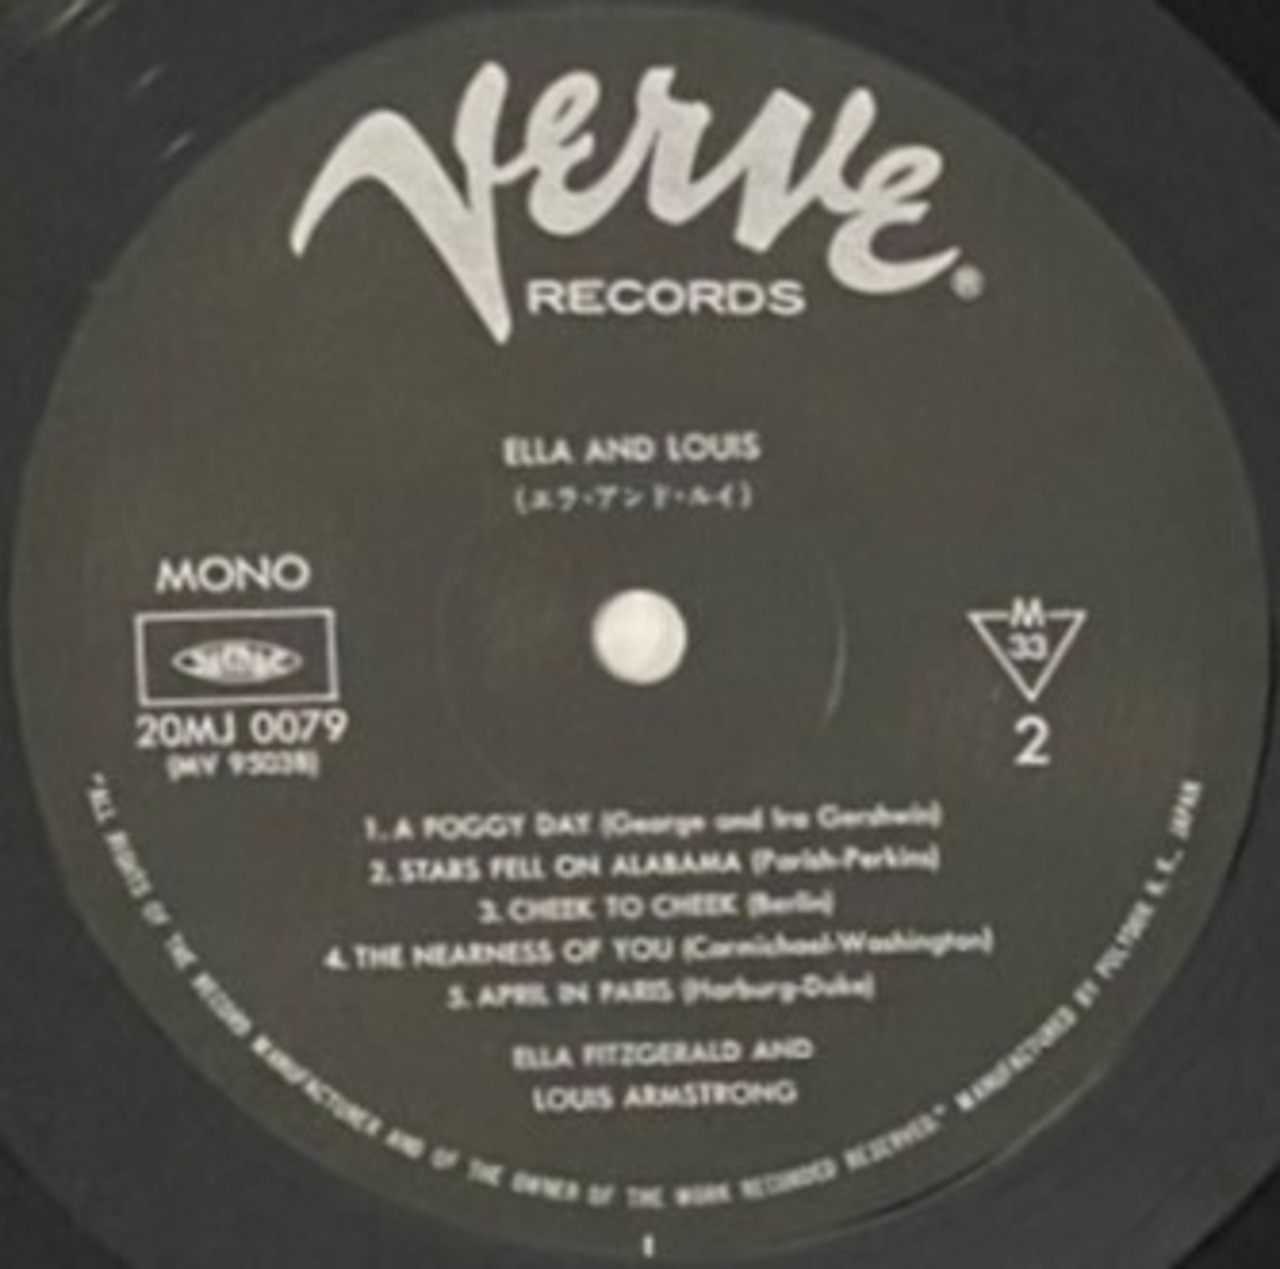 Verve
RECORDS ®
ELLA AND LOUIS
(エラ・アンド・ルイ)
MONO
20MJ 0079
M
33
2
1. A FOGGY DAY (George and Ira Gershwin)
2. STARS FELL ON ALABAMA (Parish-Perkins)
3. CHEEK TO CHEEK (Berlin)
4. THE NEARNESS OF YOU (Carmichael-Washington)
5. APRIL IN PARIS (Harburg-Duke)
ELLA FITZGERALD AND
LOUIS ARMSTRONG
"ALL RIGHTS OF THE RECORD MANUFACTURER AND OF THE OWNER OF THE WORK RECORDED RESERVED." MANUFACTURED BY POLYDOR K. K., JAPAN